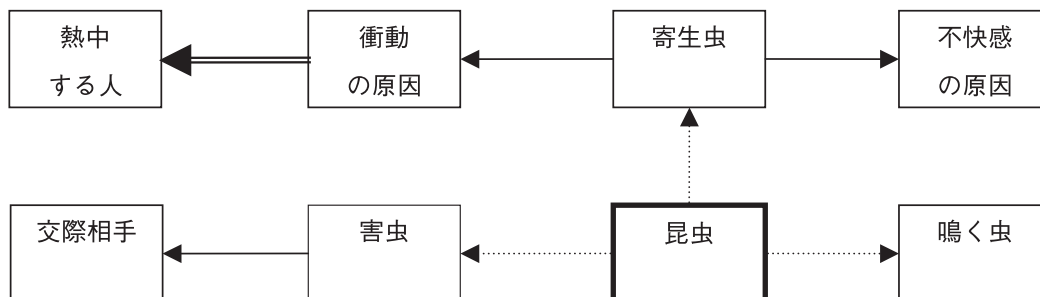 熱中
する人
衝動
の原因
寄生虫
不快感
の原因
交際相手
害虫
昆虫
鳴く虫